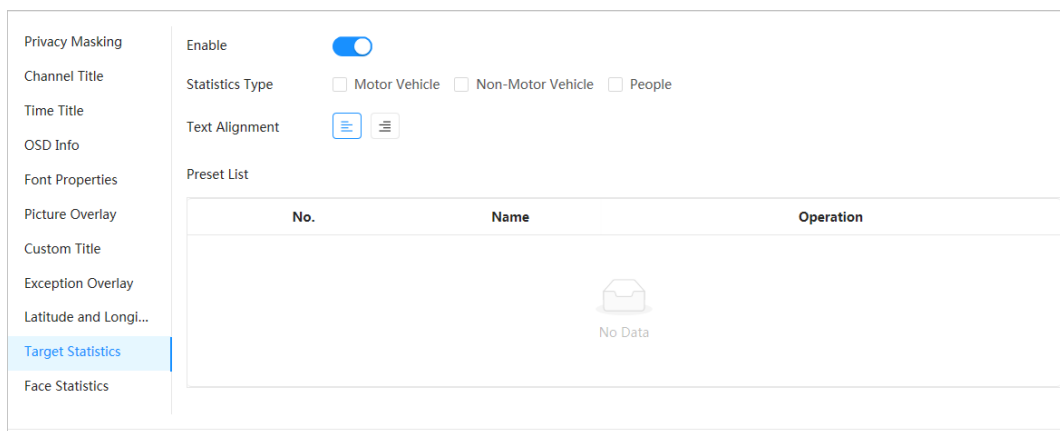 Privacy Masking
Channel Title
Time Title
OSD Info
Font Properties
Picture Overlay
Custom Title
Exception Overlay
Latitude and Longi...
Target Statistics
Face Statistics
Enable
Statistics Type Motor Vehicle Non-Motor Vehicle People
Text Alignment
Preset List
No. Name Operation
No Data